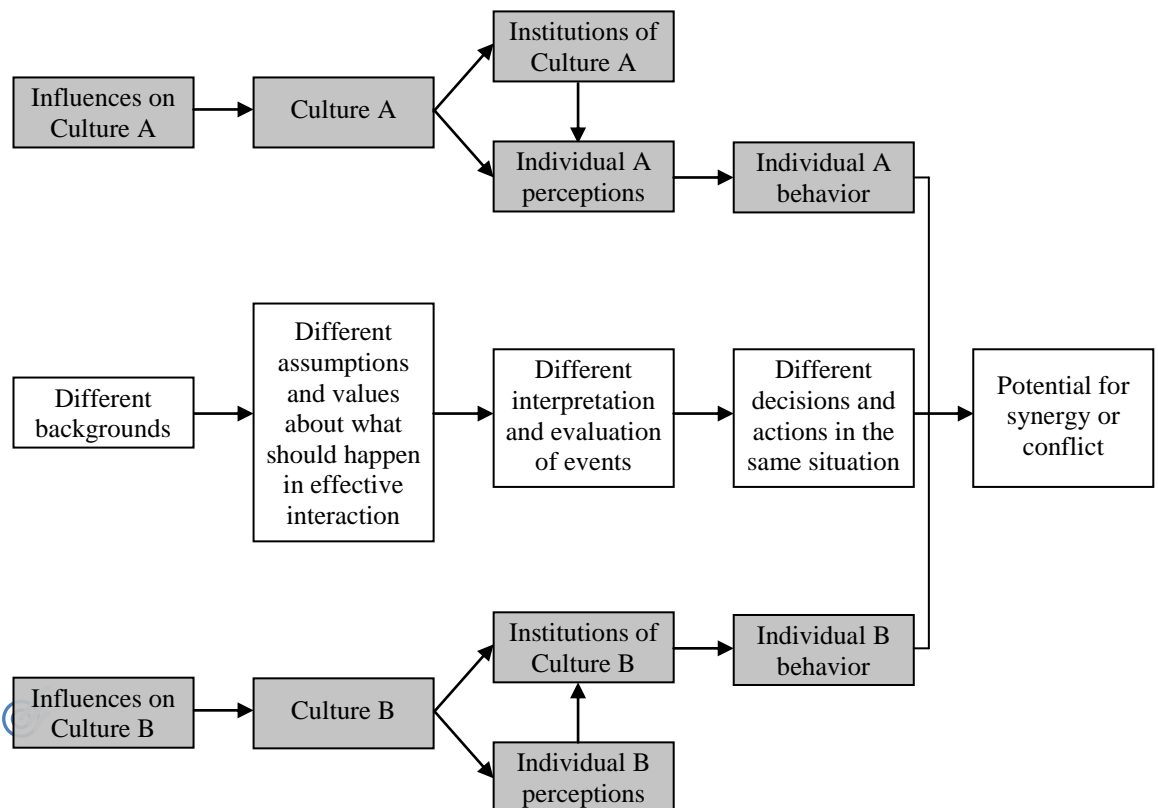 Institutions of
Culture A
Influences on
Culture A
Culture A
Individual A
perceptions
Individual A
behavior
Different
backgrounds
Different
assumptions
and values
about what
should happen
in effective
interaction
Different
interpretation
and evaluation
of events
Different
decisions and
actions in the
same situation
Potential for
synergy or
conflict
Institutions of
Culture B
Individual B
behavior
Influences on
Culture B
Culture B
Individual B
perceptions